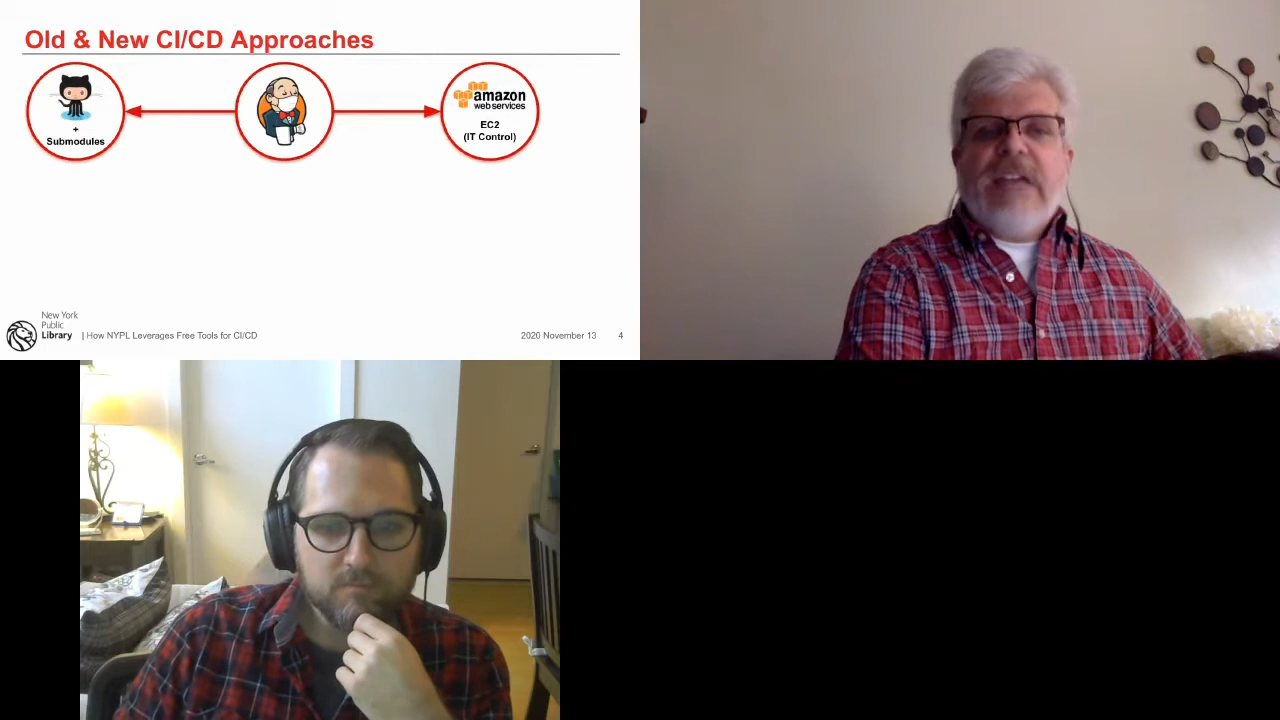 Old & New CI/CD Approaches
+
Submodules
amazon
web services
EC2
(IT Control)
New York
Public
Library
| How NYPL Leverages Free Tools for CI/CD
2020 November 13
4